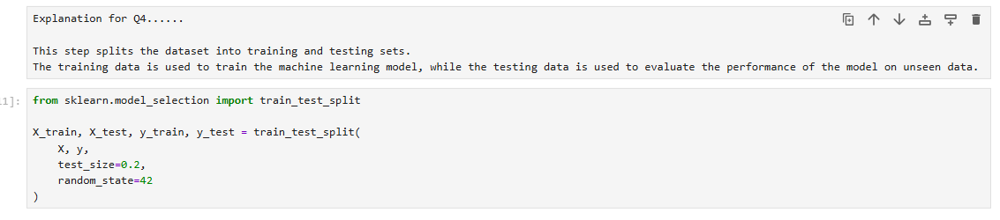 Explanation for Q4......
This step splits the dataset into training and testing sets.
The training data is used to train the machine learning model, while the testing data is used to evaluate the performance of the model on unseen data.
1]:
from sklearn.model_selection import train_test_split
X_train, X_test, y_train, y_test = train_test_split(
    X, y,
    test_size=0.2,
    random_state=42
)